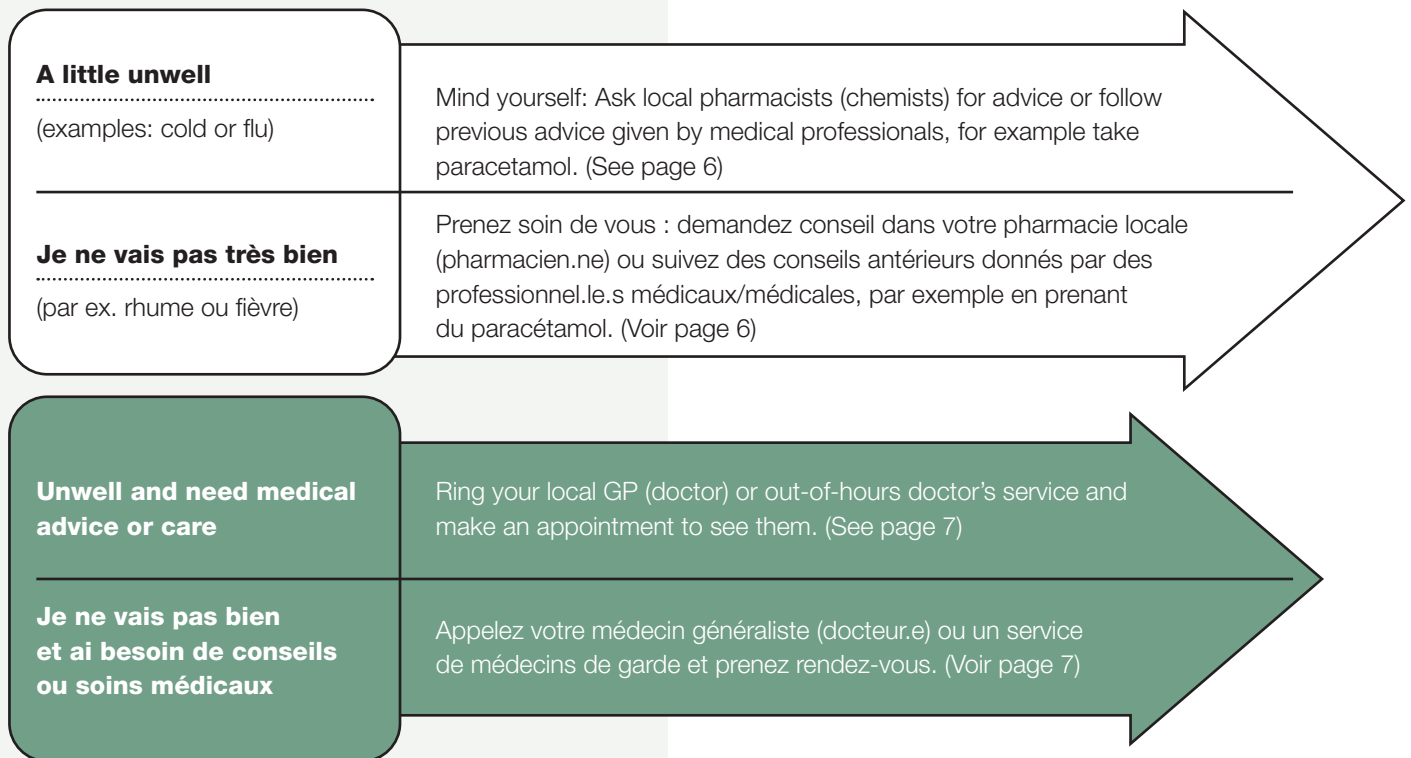 A little unwell
(examples: cold or flu)
Mind yourself: Ask local pharmacists (chemists) for advice or follow
previous advice given by medical professionals, for example take
paracetamol. (See page 6)
Je ne vais pas très bien
(par ex. rhume ou fièvre)
Prenez soin de vous : demandez conseil dans votre pharmacie locale
(pharmacien.ne) ou suivez des conseils antérieurs donnés par des
professionnel.le.s médicaux/médicales, par exemple en prenant
du paracétamol. (Voir page 6)
Unwell and need medical
advice or care
Ring your local GP (doctor) or out-of-hours doctor’s service and
make an appointment to see them. (See page 7)
Je ne vais pas bien
et ai besoin de conseils
ou soins médicaux
Appelez votre médecin généraliste (docteur.e) ou un service
de médecins de garde et prenez rendez-vous. (Voir page 7)